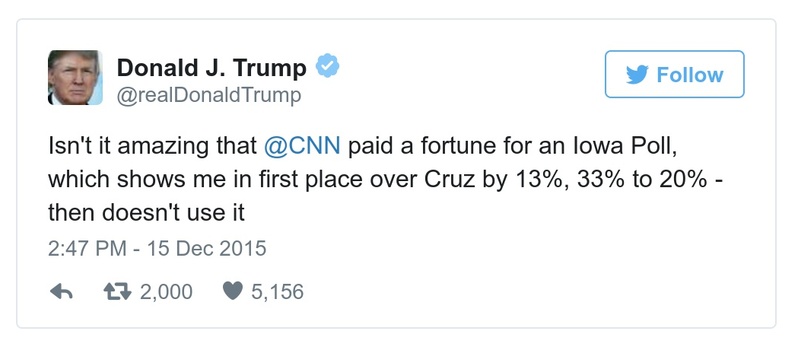 Donald J. Trump
@realDonaldTrump
Follow
Isn't it amazing that @CNN paid a fortune for an Iowa Poll,
which shows me in first place over Cruz by 13%, 33% to 20% -
then doesn't use it
2:47 PM - 15 Dec 2015
2,000 5,156